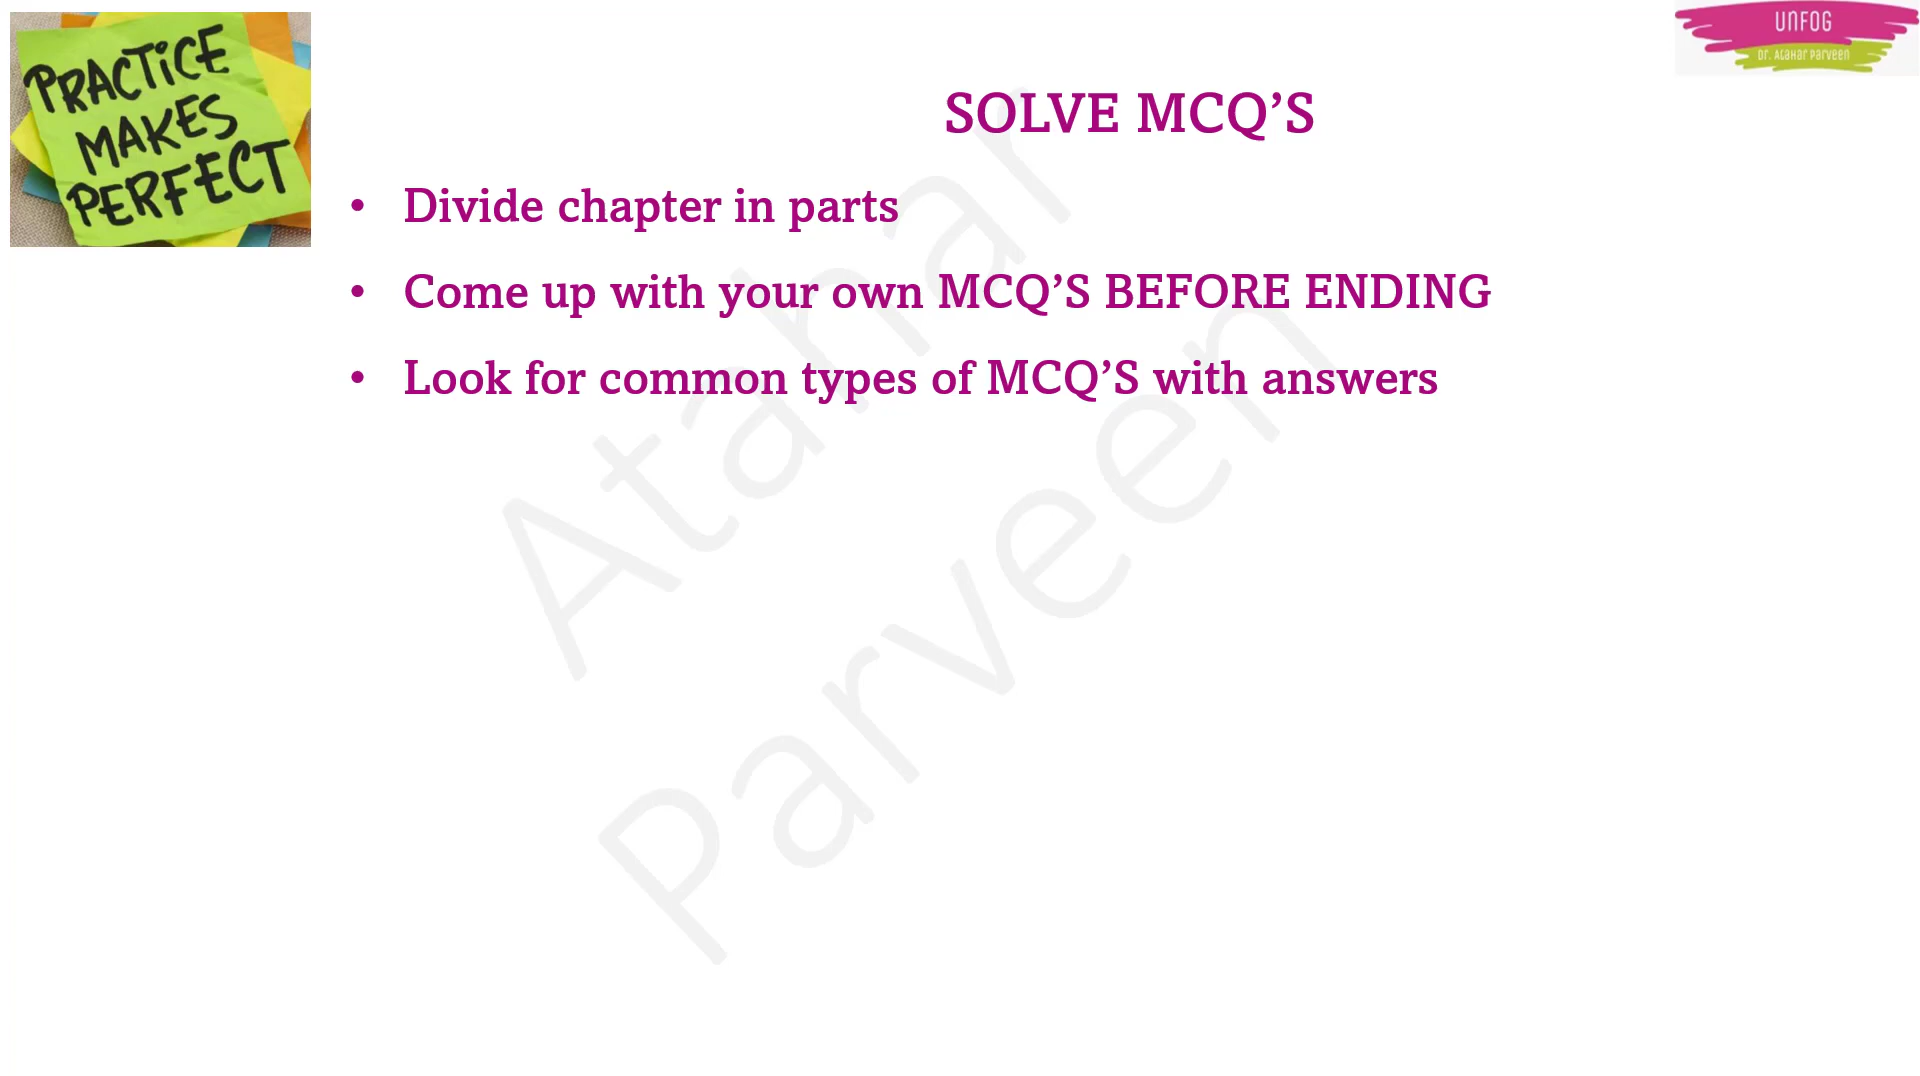 PRACTICE
MAKES
PERFECT
UNFOG
Dr. Atahar Parveen
SOLVE MCQ’S
• Divide chapter in parts
• Come up with your own MCQ’S BEFORE ENDING
• Look for common types of MCQ’S with answers
Atahar
Parveen